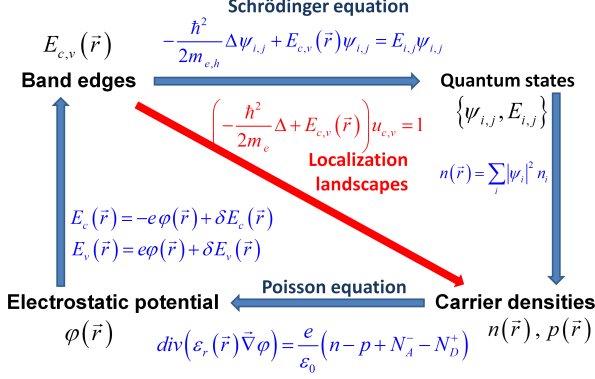 Schrödinger equation
E_{c,v}(\vec{r})
-\frac{\hbar^2}{2m_{e,h}} \Delta\psi_{i,j} + E_{c,v}(\vec{r})\psi_{i,j} = E_{i,j}\psi_{i,j}
Band edges
Quantum states
\{\psi_{i,j}, E_{i,j}\}
\left(-\frac{\hbar^2}{2m_e} \Delta + E_{c,v}(\vec{r})\right) u_{c,v} = 1
Localization
landscapes
n(\vec{r}) = \sum_i |\psi_i|^2 n_i
E_c(\vec{r}) = -e\varphi(\vec{r}) + \delta E_c(\vec{r})
E_v(\vec{r}) = e\varphi(\vec{r}) + \delta E_v(\vec{r})
Poisson equation
Electrostatic potential
Carrier densities
\varphi(\vec{r})
n(\vec{r}), p(\vec{r})
div(\varepsilon_r(\vec{r})\vec{\nabla}\varphi) = \frac{e}{\varepsilon_0}(n - p + N_A^- - N_D^+)